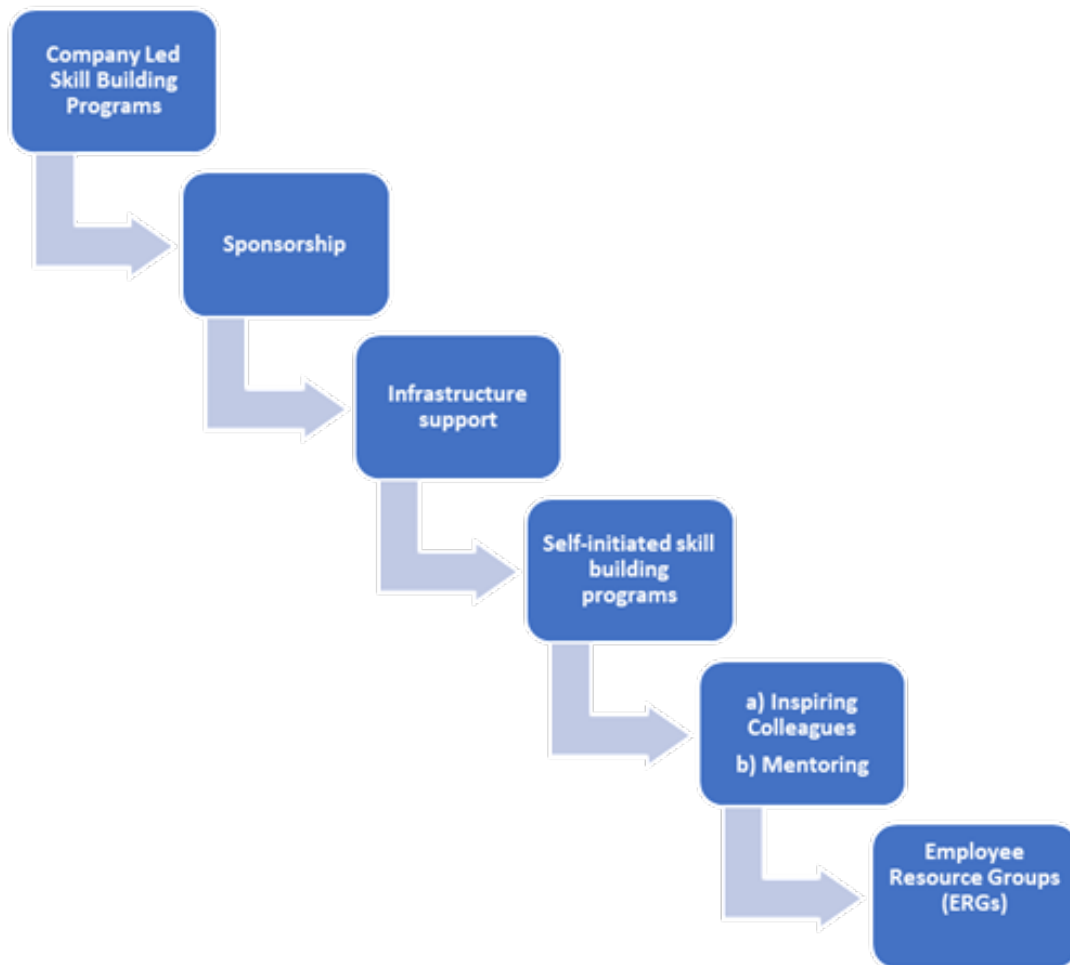 Company Led
Skill Building
Programs
Sponsorship
Infrastructure
support
Self-initiated skill
building
programs
a) Inspiring
Colleagues
b) Mentoring
Employee
Resource Groups
(ERGs)